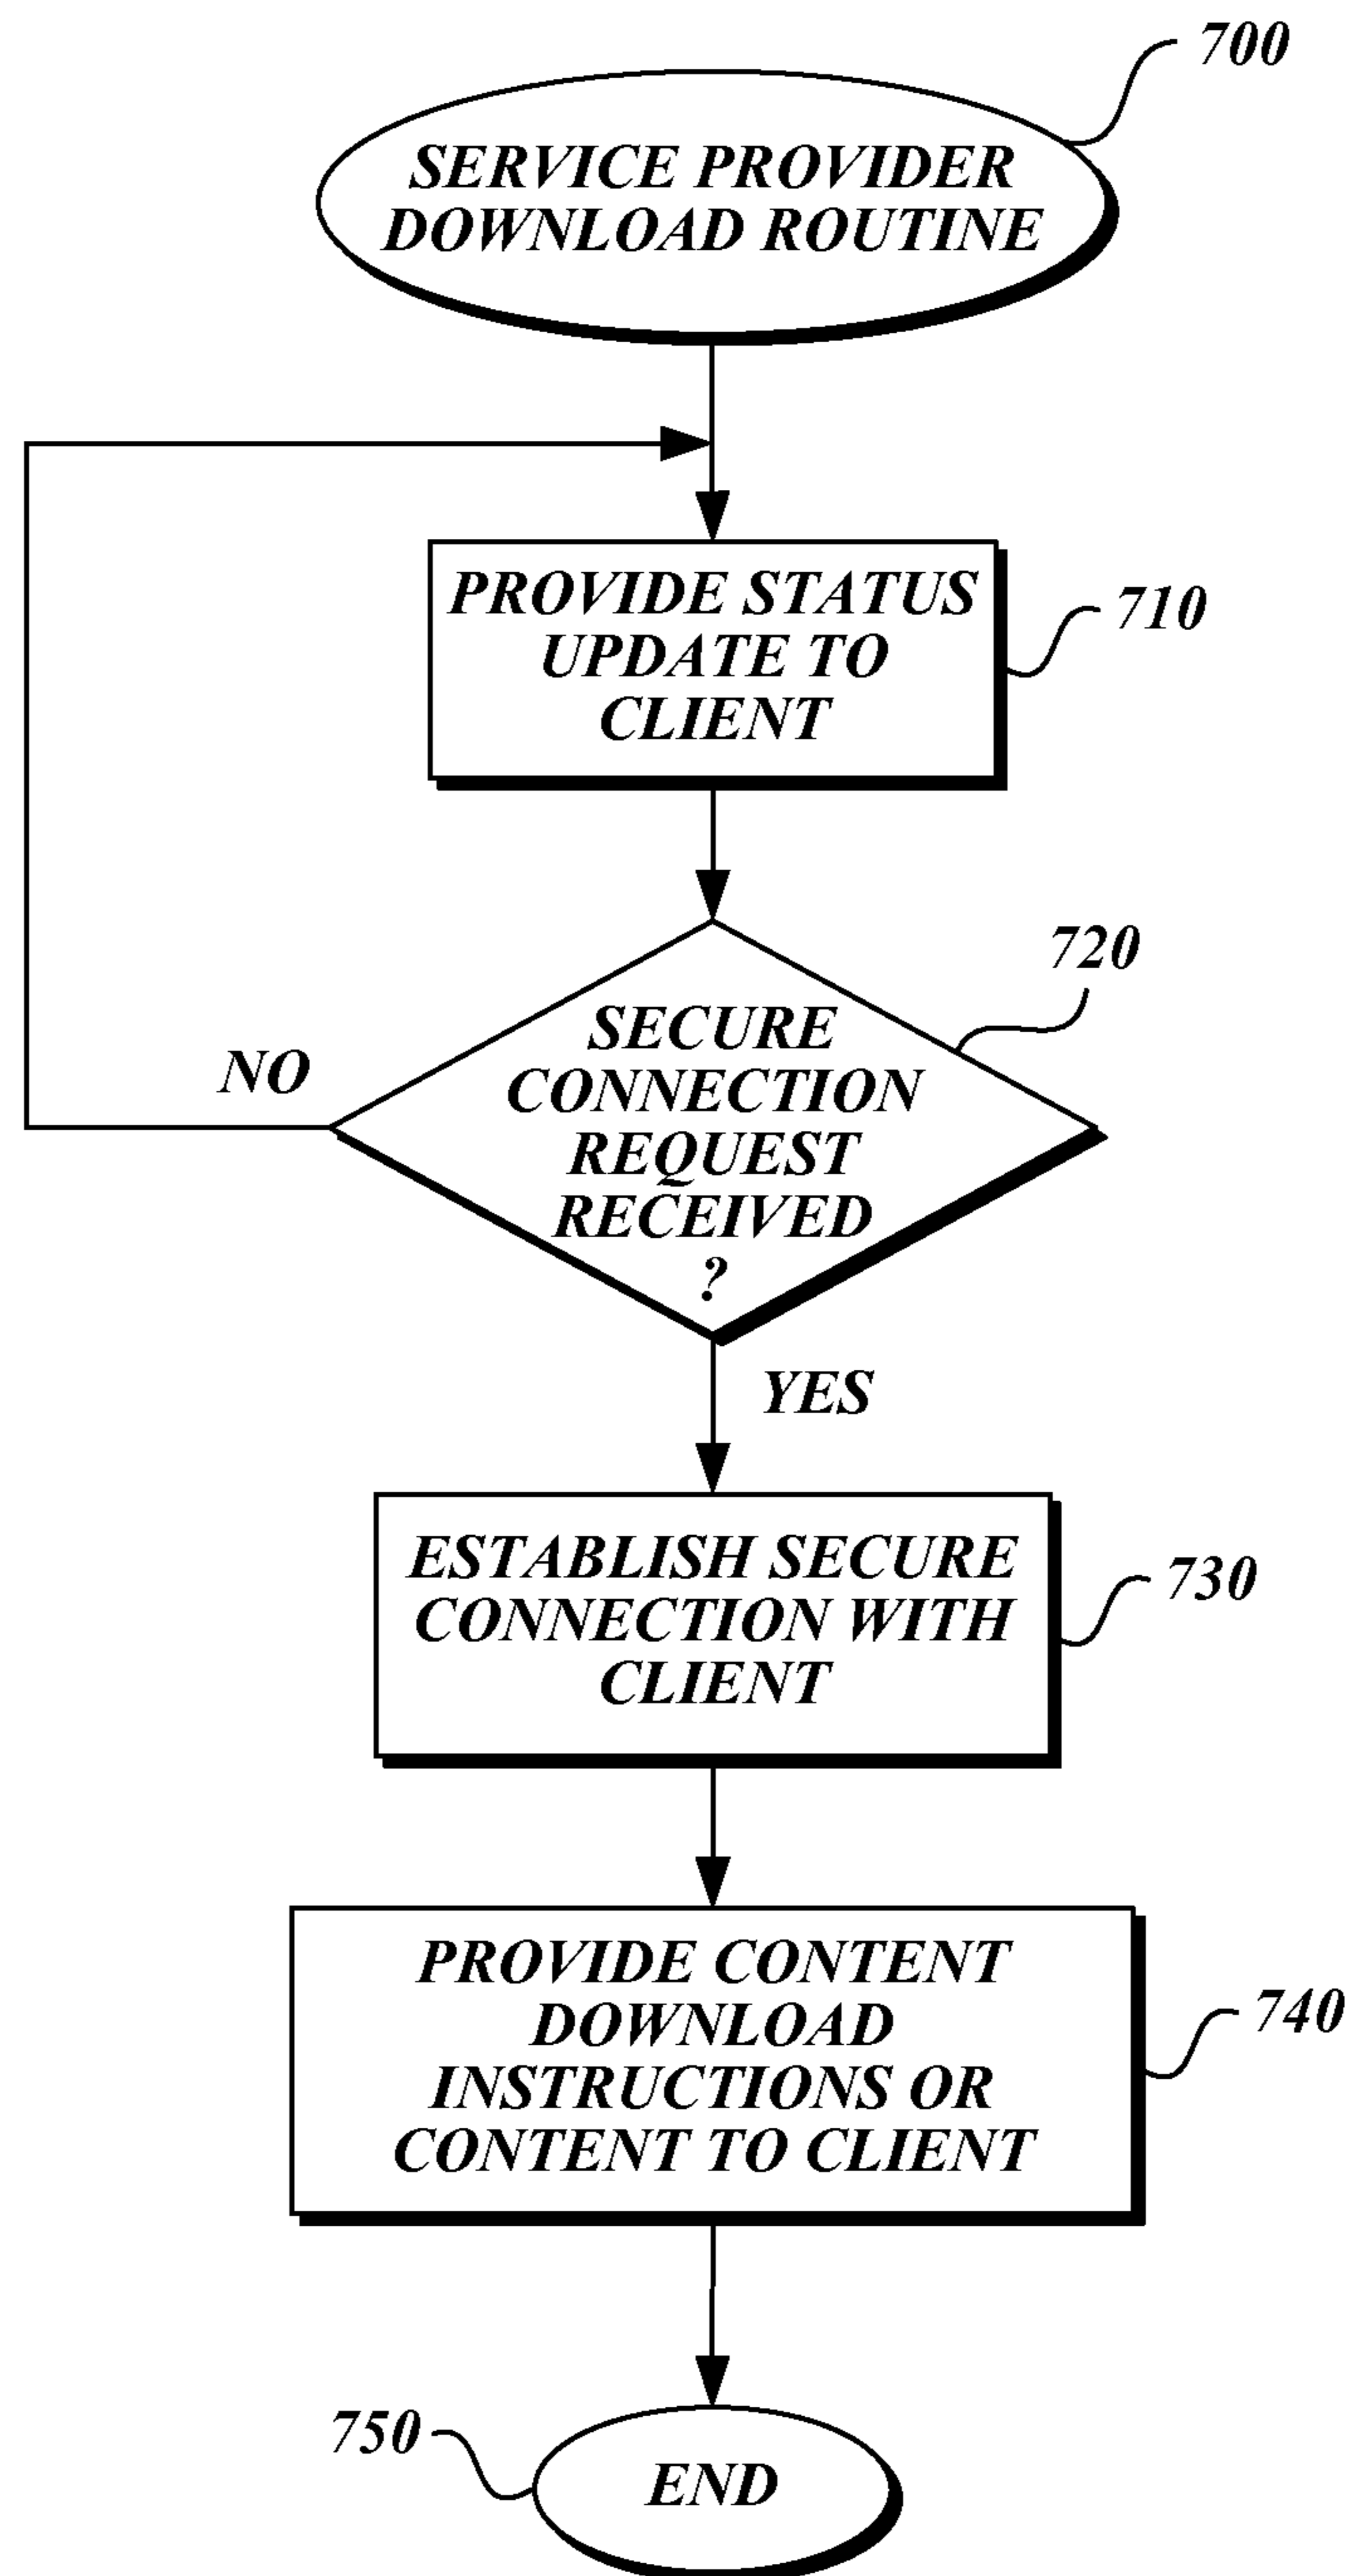 700
SERVICE PROVIDER
DOWNLOAD ROUTINE
PROVIDE STATUS
UPDATE TO
CLIENT
710
720
SECURE
CONNECTION
REQUEST
RECEIVED
?
NO
YES
ESTABLISH SECURE
CONNECTION WITH
CLIENT
730
PROVIDE CONTENT
DOWNLOAD
INSTRUCTIONS OR
CONTENT TO CLIENT
740
750
END